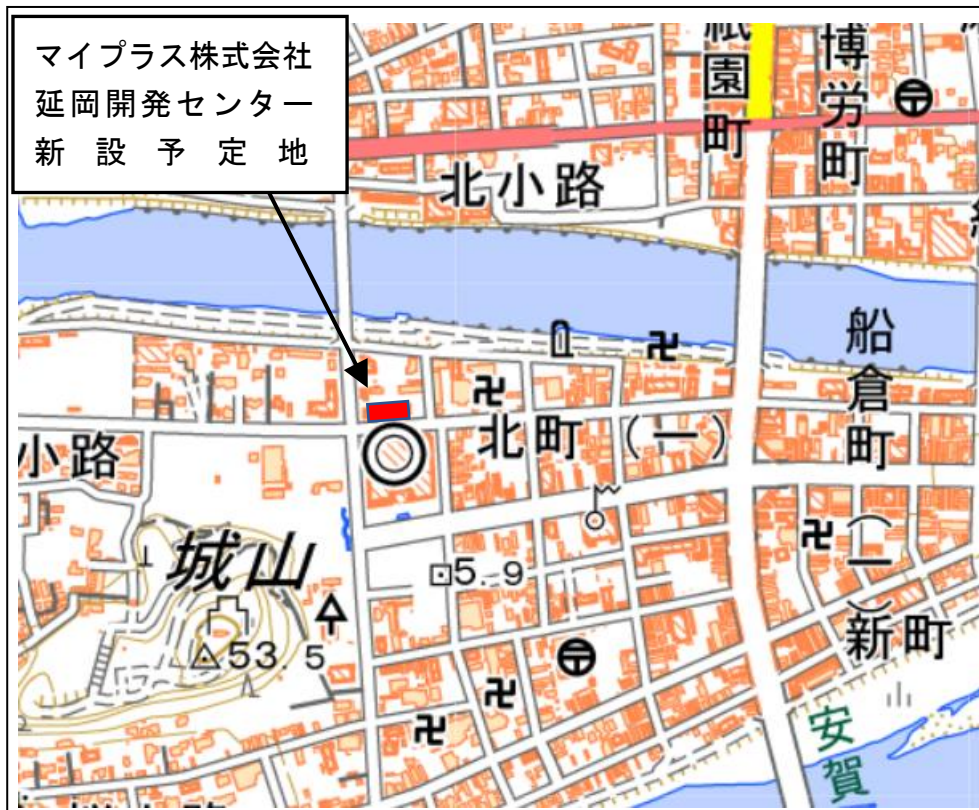 マイプラス株式会社
延岡開発センター
新設予定地
祇園町
博労町
北小路
船倉町(一)
北町(一)
小路
城山
5.9
53.5
新町
安賀